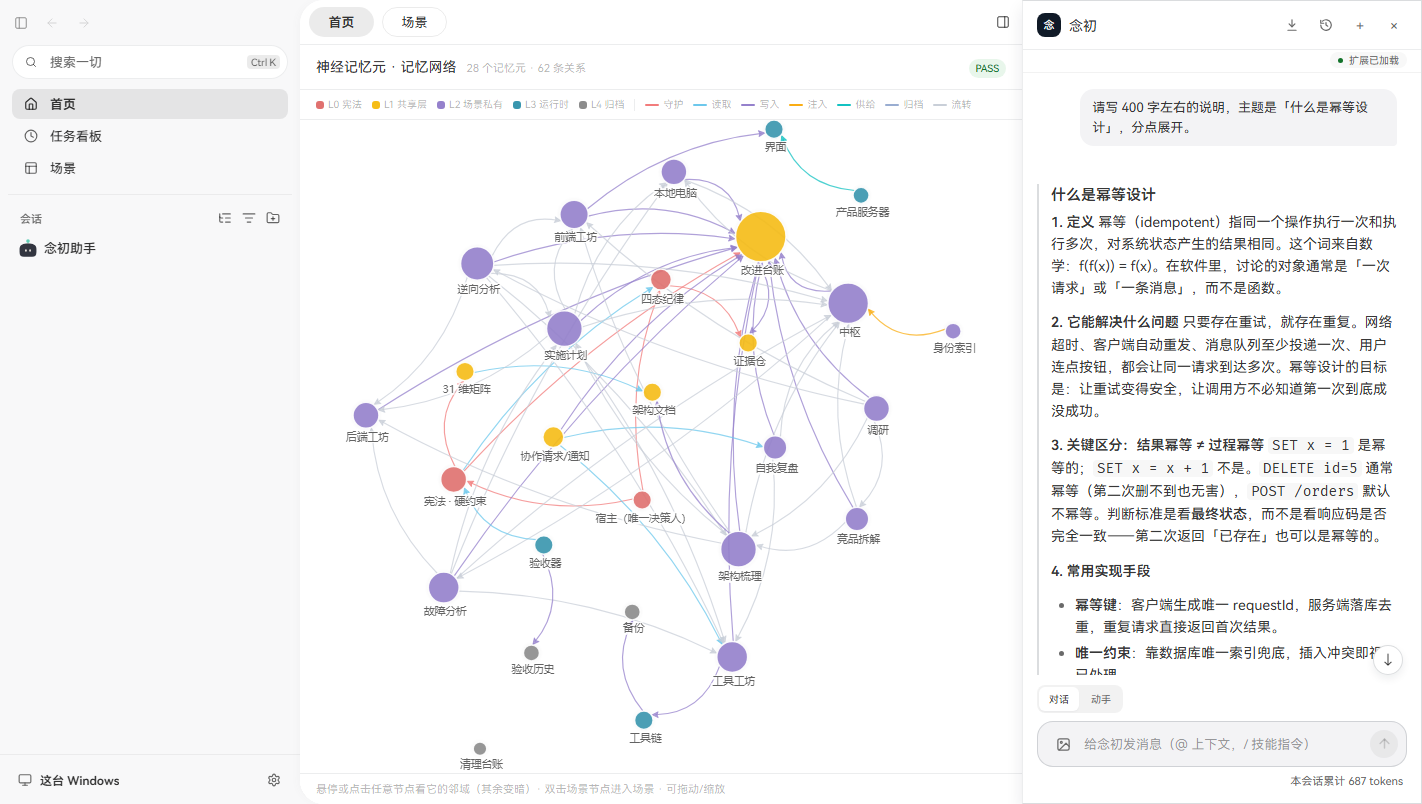 搜索一切 Ctrl K
首页
任务看板
场景
会话
念初助手
这台 Windows
首页 场景
神经记忆元 · 记忆网络 28 个记忆元 · 62 条关系 PASS
L0 宪法 L1 共享层 L2 场景私有 L3 运行时 L4 归档 守护 读取 写入 注入 供给 归档 流转
界面
本地电脑
产品服务器
前端工坊
改进台账
逆向分析
四态纪律
中枢
身份索引
实施计划
证据仓
31 维矩阵
架构文档
后端工坊
调研
协作请求/通知
自我复盘
宪法 · 硬约束
宿主（唯一决策人）
竞品拆解
验收器
架构梳理
故障分析
备份
验收历史
工具工坊
工具链
清理台账
悬停或点击任意节点看它的邻域（其余变暗）· 双击场景节点进入场景 · 可拖动/缩放
念 念初
扩展已加载
请写 400 字左右的说明，主题是「什么是幂等设
计」，分点展开。
什么是幂等设计
1. 定义 幂等（idempotent）指同一个操作执行一次和执
行多次，对系统状态产生的结果相同。这个词来自数
学：f(f(x)) = f(x)。在软件里，讨论的对象通常是「一次
请求」或「一条消息」，而不是函数。
2. 它能解决什么问题 只要存在重试，就存在重复。网络
超时、客户端自动重发、消息队列至少投递一次、用户
连点按钮，都会让同一请求到达多次。幂等设计的目标
是：让重试变得安全，让调用方不必知道第一次到底成
没成功。
3. 关键区分：结果幂等 ≠ 过程幂等 SET x = 1 是幂
等的； SET x = x + 1 不是。DELETE id=5 通常
幂等（第二次删不到也无害），POST /orders 默认
不幂等。判断标准是看最终状态，而不是看响应码是否
完全一致——第二次返回「已存在」也可以是幂等的。
4. 常用实现手段
幂等键：客户端生成唯一 requestId，服务端落库去
重，重复请求直接返回首次结果。
唯一约束：靠数据库唯一索引兜底，插入冲突即视
已处理
对话 动手
给念初发消息（@ 上下文，/ 技能指令）
本会话累计 687 tokens